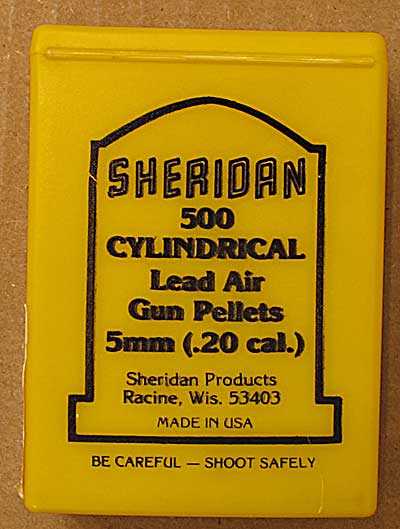 SHERIDAN
500
CYLINDRICAL
Lead Air
Gun Pellets
5mm (.20 cal.)
Sheridan Products
Racine, Wis. 53403
MADE IN USA
BE CAREFUL — SHOOT SAFELY